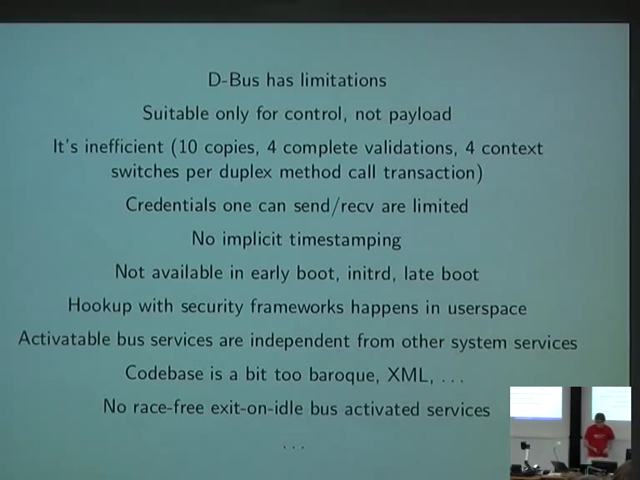 D-Bus has limitations
Suitable only for control, not payload
It's inefficient (10 copies, 4 complete validations, 4 context
switches per duplex method call transaction)
Credentials one can send/recv are limited
No implicit timestamping
Not available in early boot, initrd, late boot
Hookup with security frameworks happens in userspace
Activatable bus services are independent from other system services
Codebase is a bit too baroque, XML, ...
No race-free exit-on-idle bus activated services
...